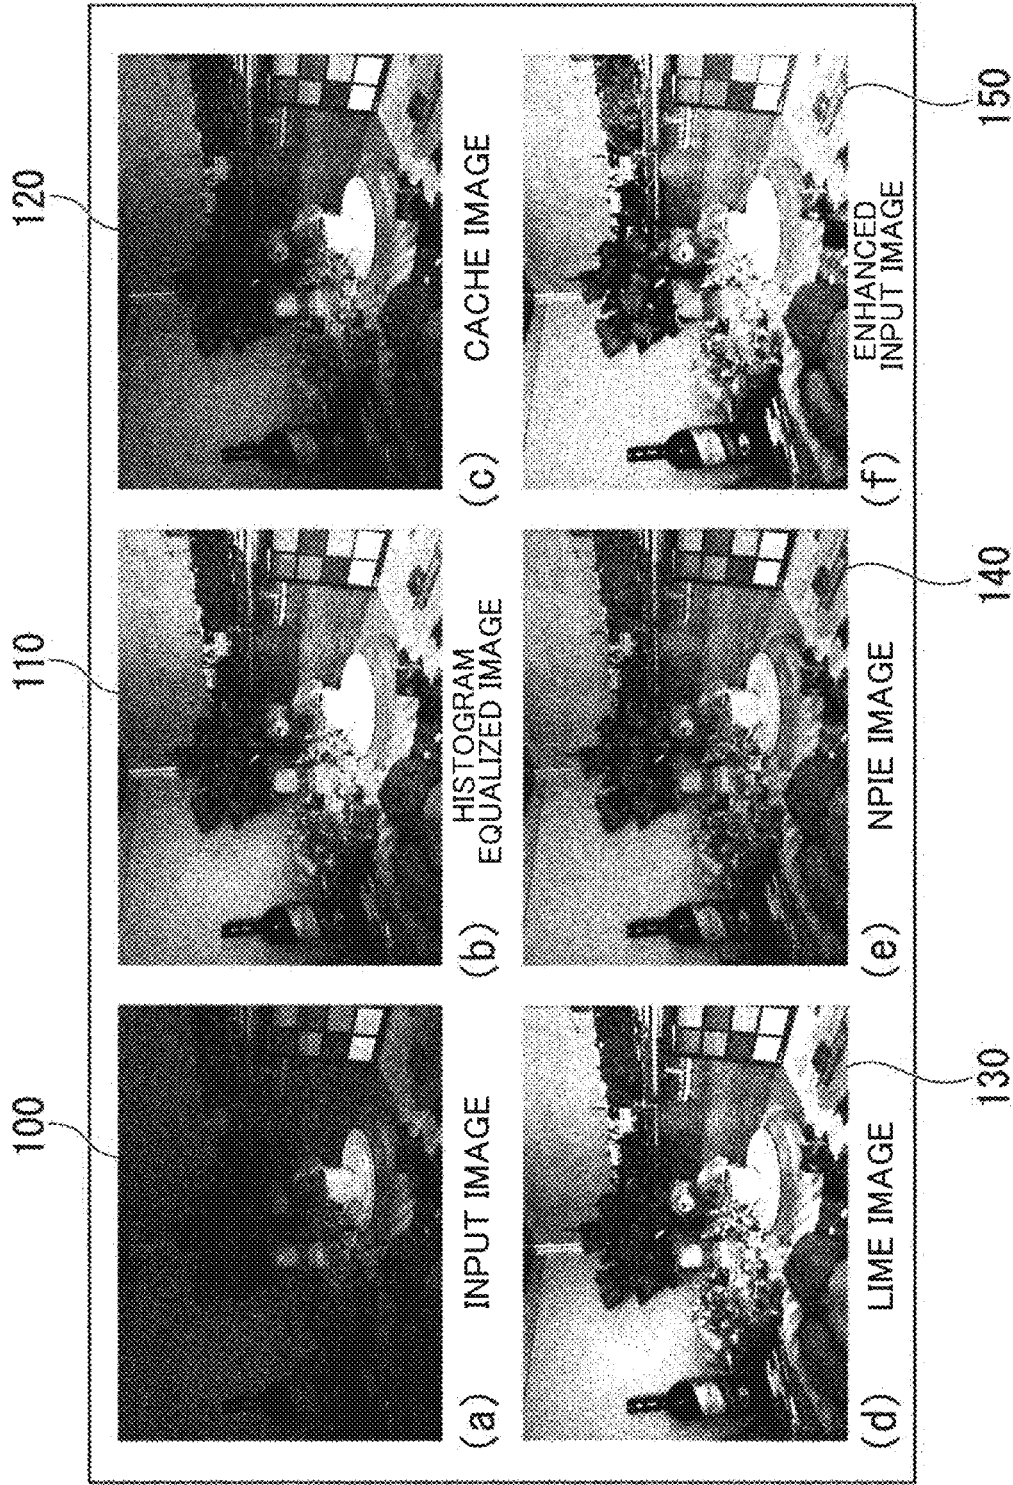 100
110
120
(a) INPUT IMAGE
(b) HISTOGRAM
EQUALIZED IMAGE
(c) CACHE IMAGE
(d) LIME IMAGE
(e) NPIE IMAGE
(f) ENHANCED
INPUT IMAGE
130
140
150